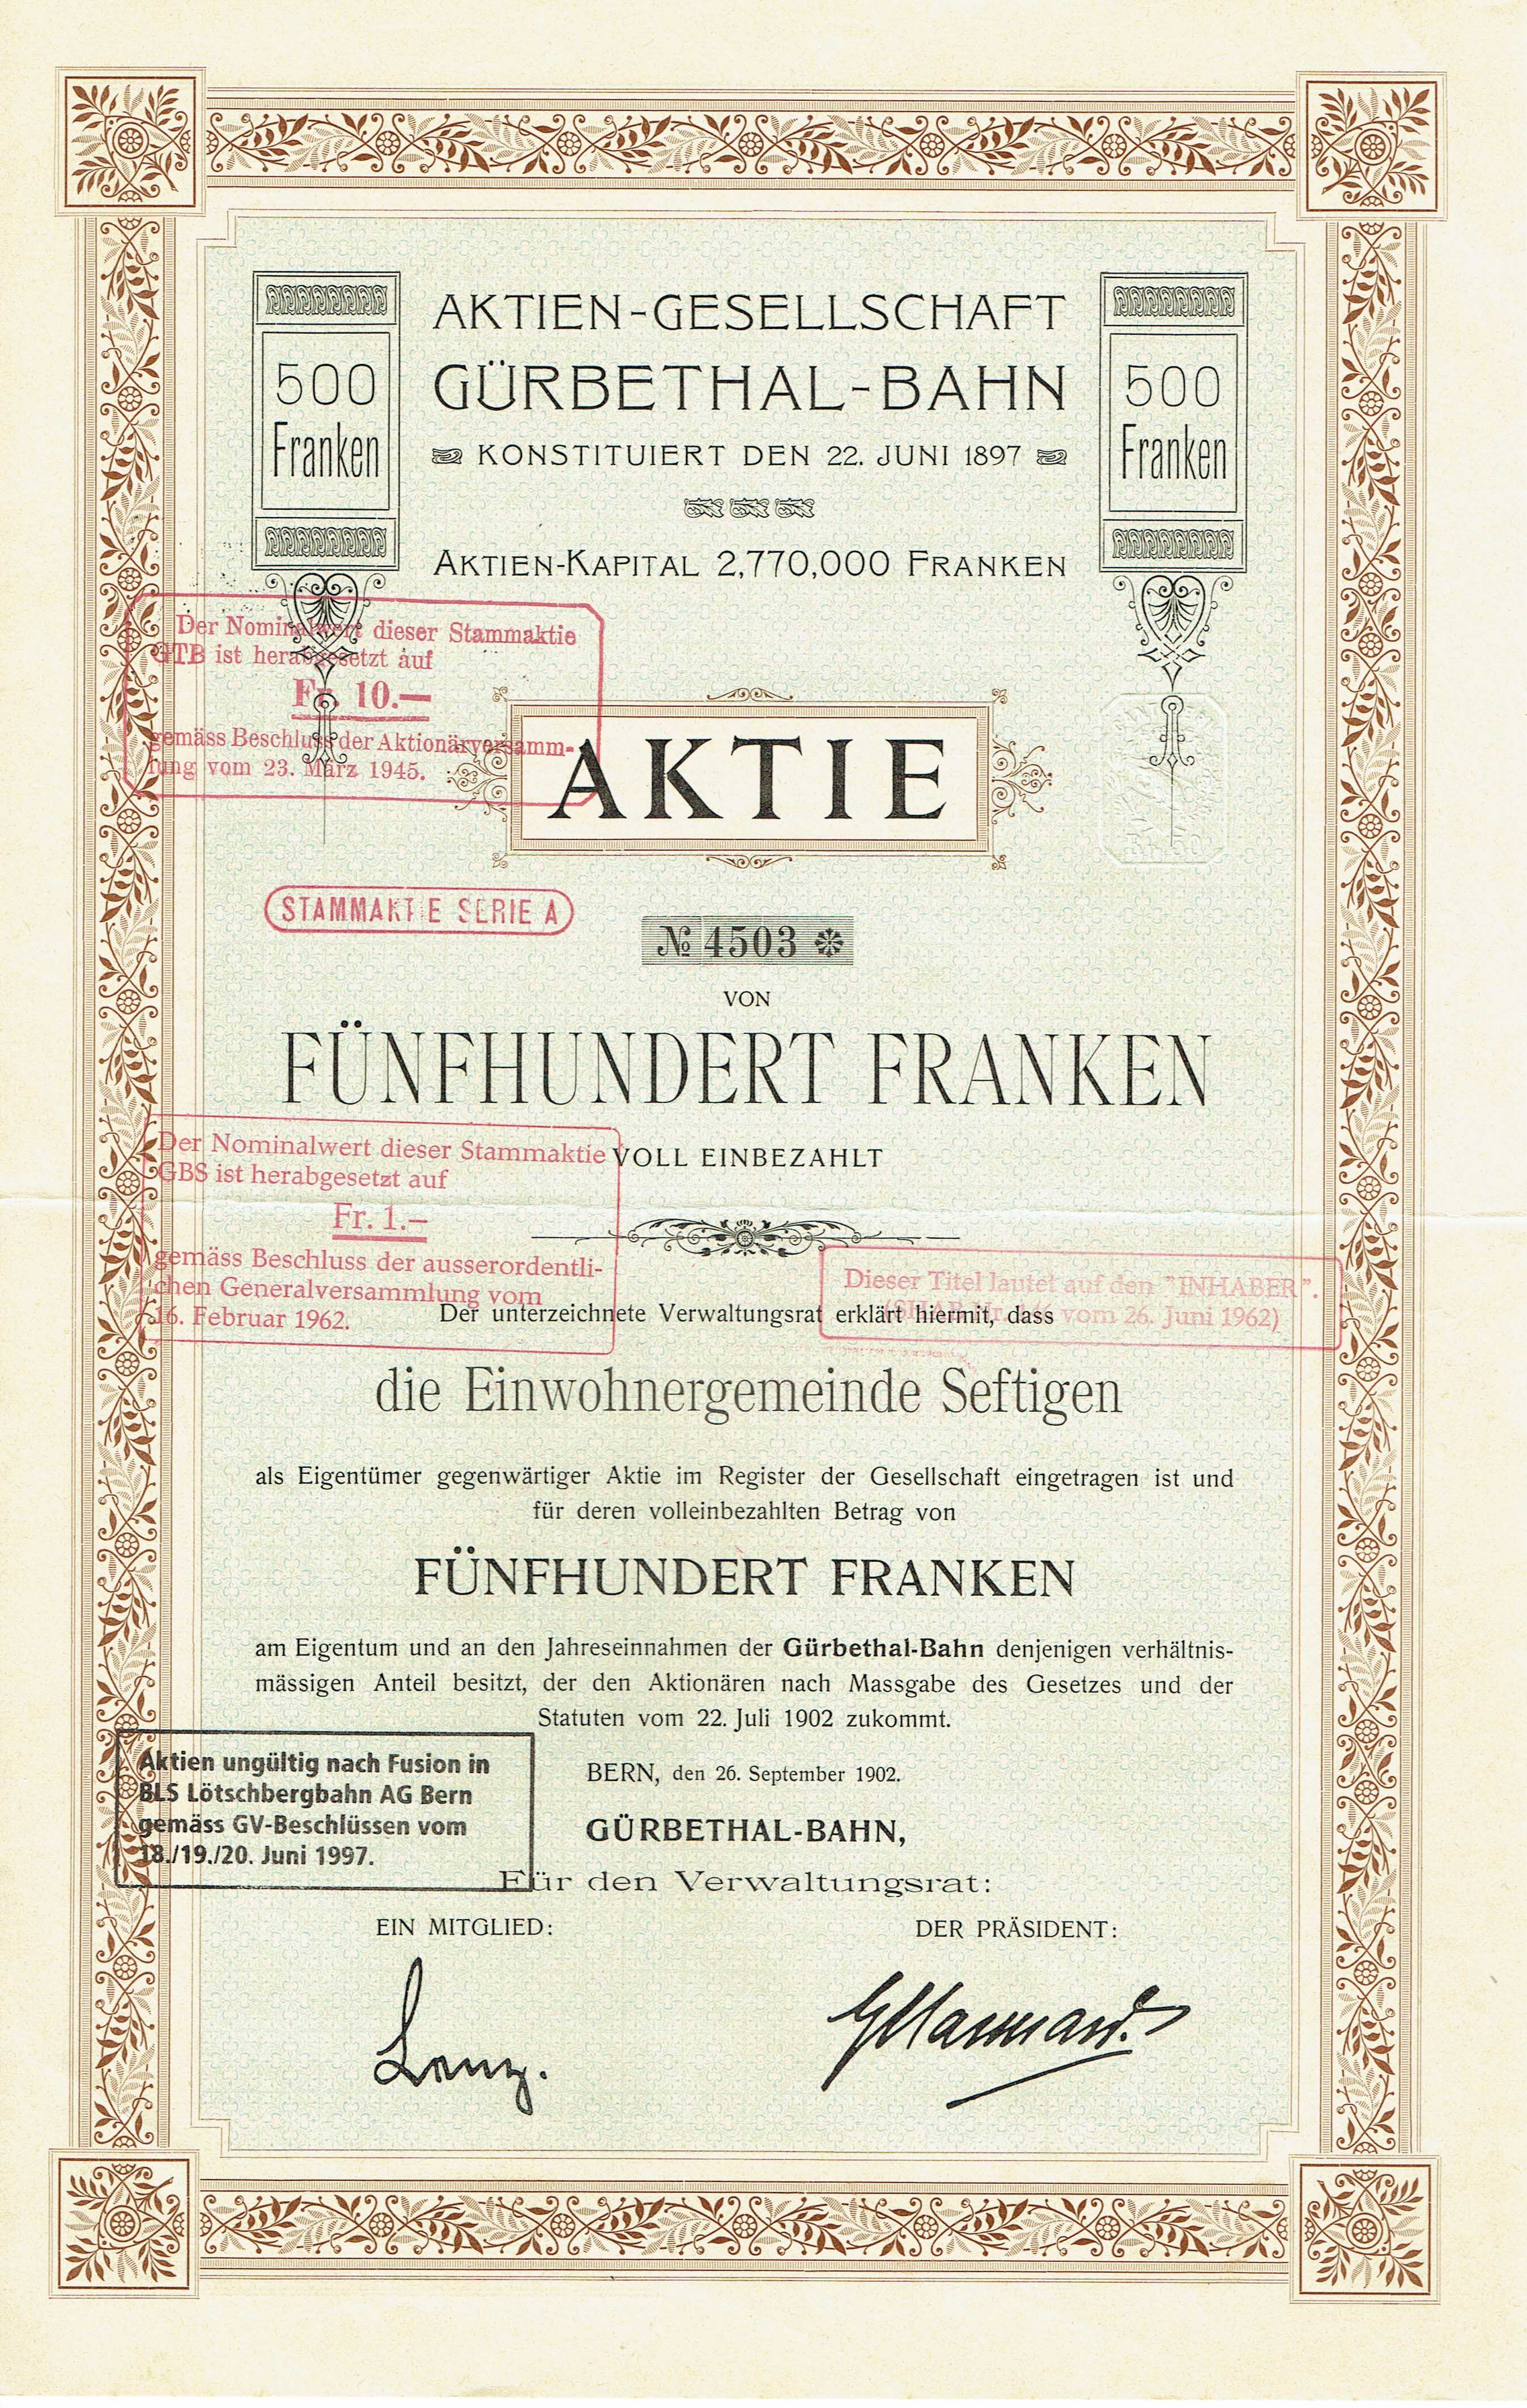 AKTIEN-GESELLSCHAFT
GÜRBETHAL-BAHN
KONSTITUIERT DEN 22. JUNI 1897
500
Franken
500
Franken
AKTIEN-KAPITAL 2,770,000 FRANKEN
Der Nominalwert dieser Stammaktie
GTB ist herabgesetzt auf
Fr. 10.—
gemäss Beschluss der Aktionärversamm-
lung vom 23. März 1945.
AKTIE
STAMMAKTIE SERIE A
№ 4503
VON
FÜNFHUNDERT FRANKEN
VOLL EINBEZAHLT
Der Nominalwert dieser Stammaktie
GBS ist herabgesetzt auf
Fr. 1.–
gemäss Beschluss der ausserordentli-
chen Generalversammlung vom
16. Februar 1962.
Dieser Titel lautet auf den "INHABER".
vom 26. Juni 1962)
Der unterzeichnete Verwaltungsrat erklärt hiermit, dass
die Einwohnergemeinde Seftigen
als Eigentümer gegenwärtiger Aktie im Register der Gesellschaft eingetragen ist und
für deren volleinbezahlten Betrag von
FÜNFHUNDERT FRANKEN
am Eigentum und an den Jahreseinnahmen der Gürbethal-Bahn denjenigen verhältnis-
mässigen Anteil besitzt, der den Aktionären nach Massgabe des Gesetzes und der
Statuten vom 22. Juli 1902 zukommt.
Aktien ungültig nach Fusion in
BLS Lötschbergbahn AG Bern
gemäss GV-Beschlüssen vom
18./19./20. Juni 1997.
BERN, den 26. September 1902.
GÜRBETHAL-BAHN,
Für den Verwaltungsrat:
EIN MITGLIED:
DER PRÄSIDENT:
Lenz.